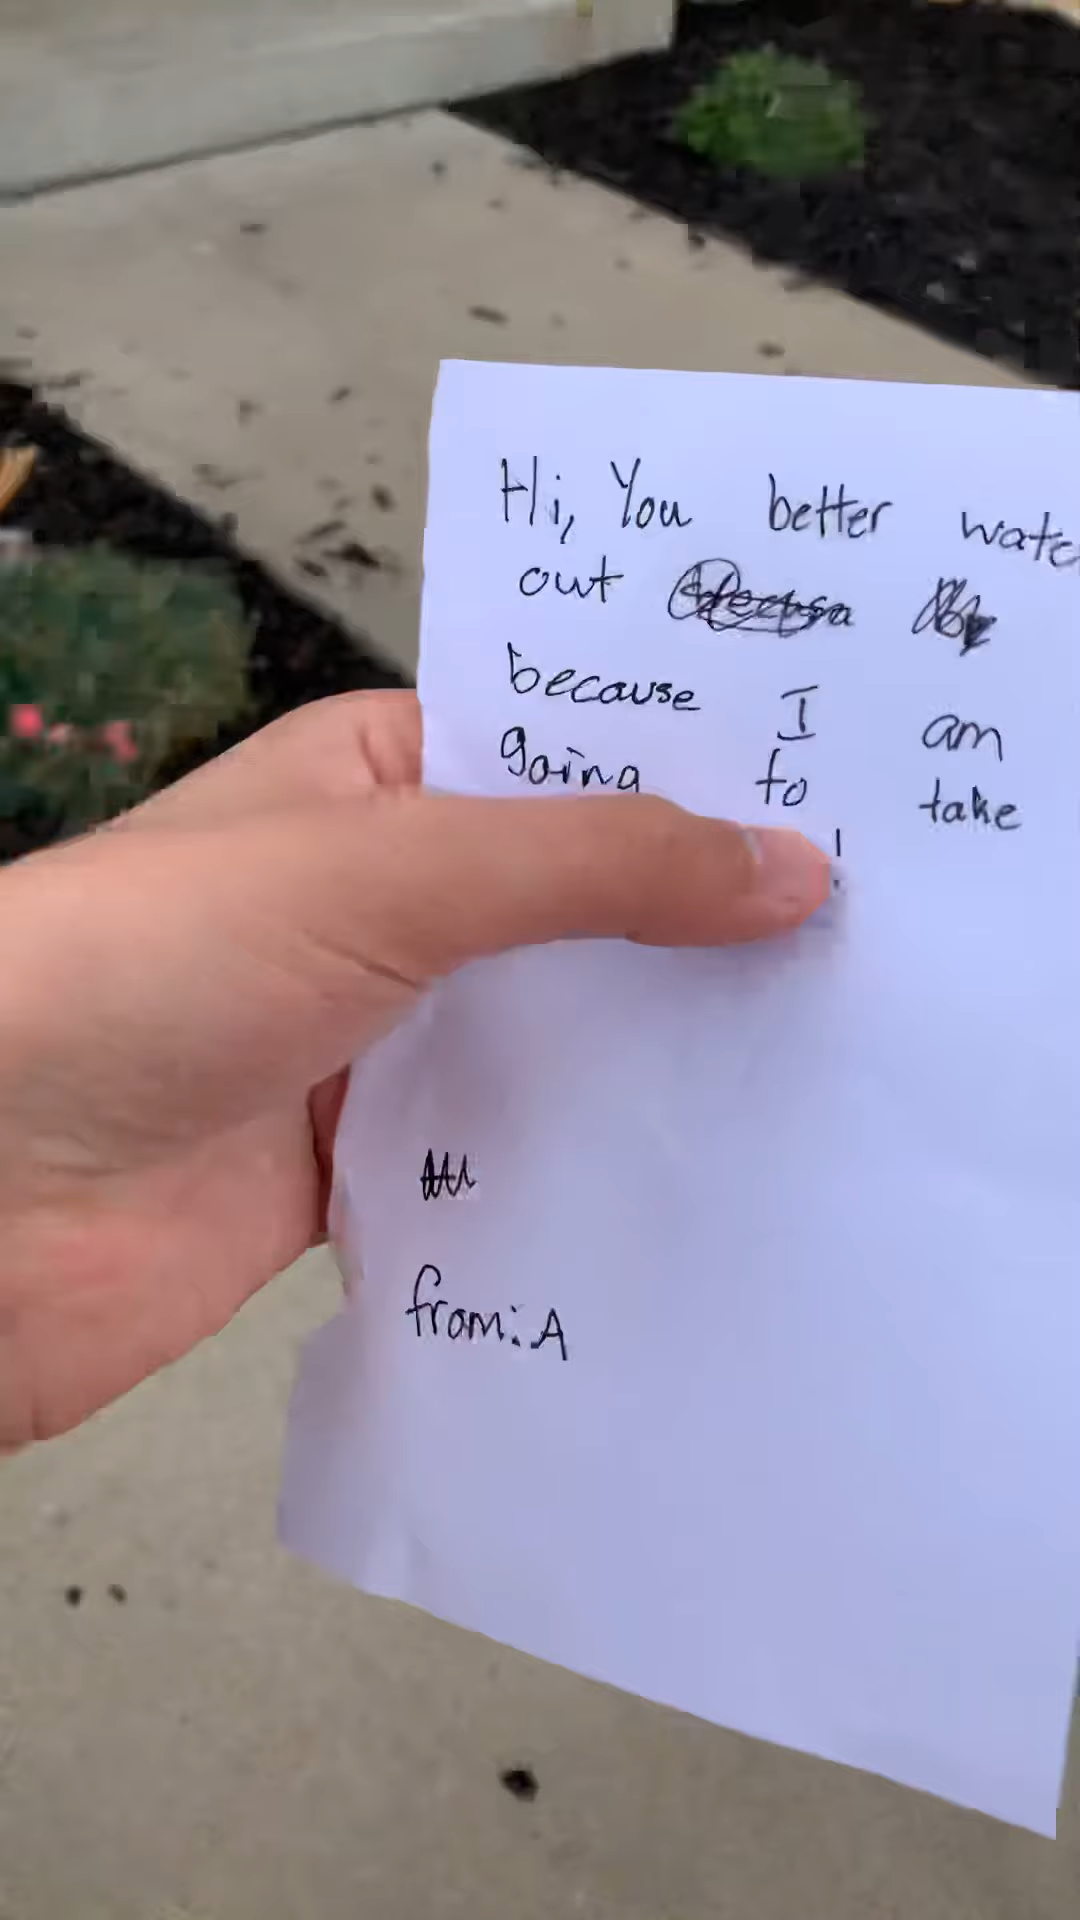 Hi, You better watc
out
because I am
going to take
!
from: A